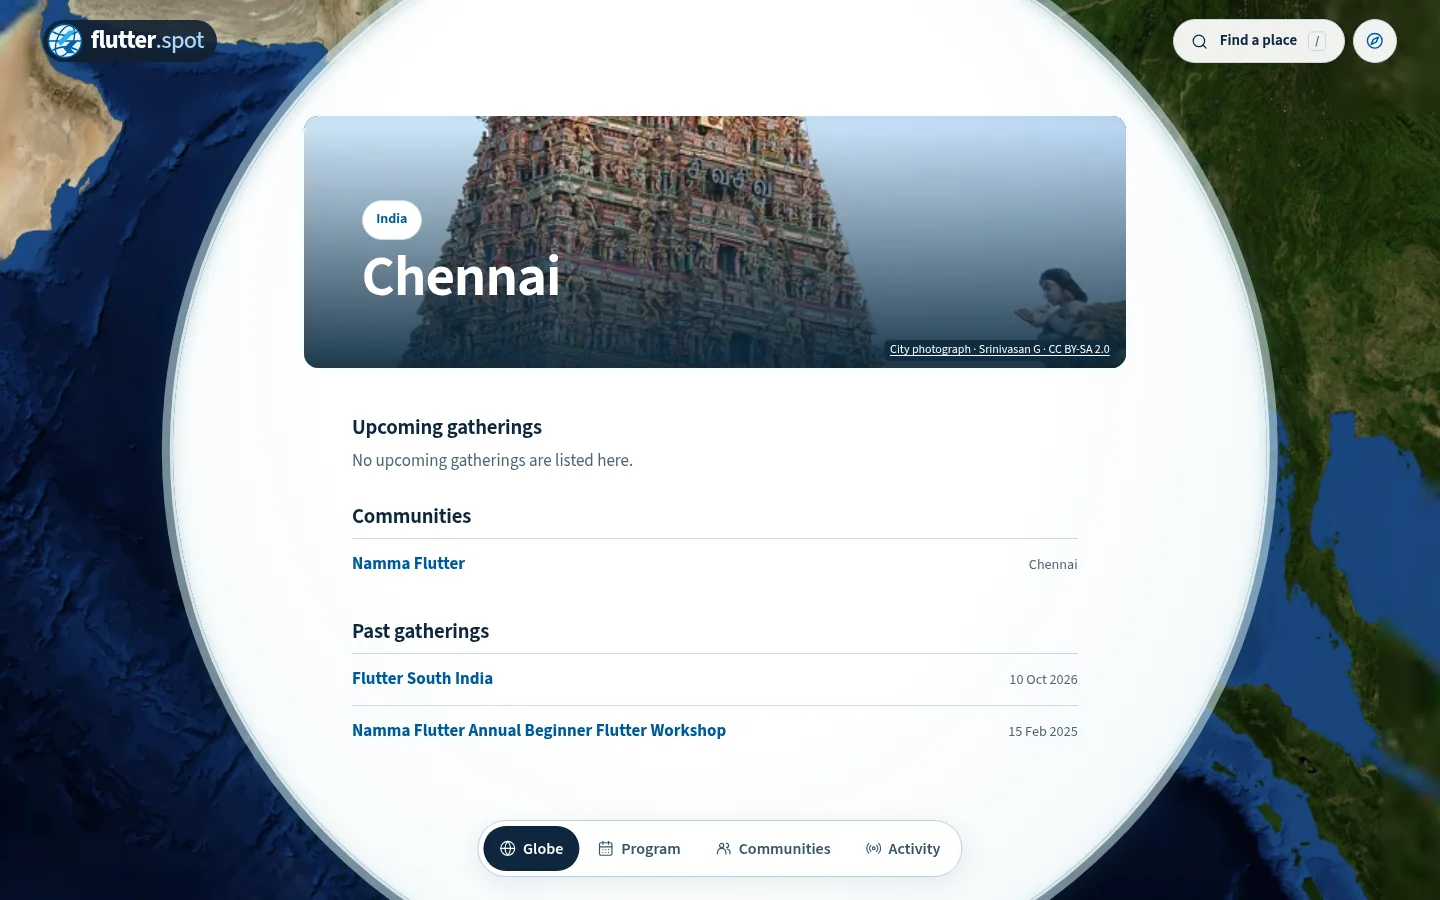 flutter.spot
Find a place /
சிவசிவ
India
Chennai
City photograph · Srinivasan G · CC BY-SA 2.0
Upcoming gatherings
No upcoming gatherings are listed here.
Communities
Namma Flutter Chennai
Past gatherings
Flutter South India 10 Oct 2026
Namma Flutter Annual Beginner Flutter Workshop 15 Feb 2025
Globe Program Communities Activity